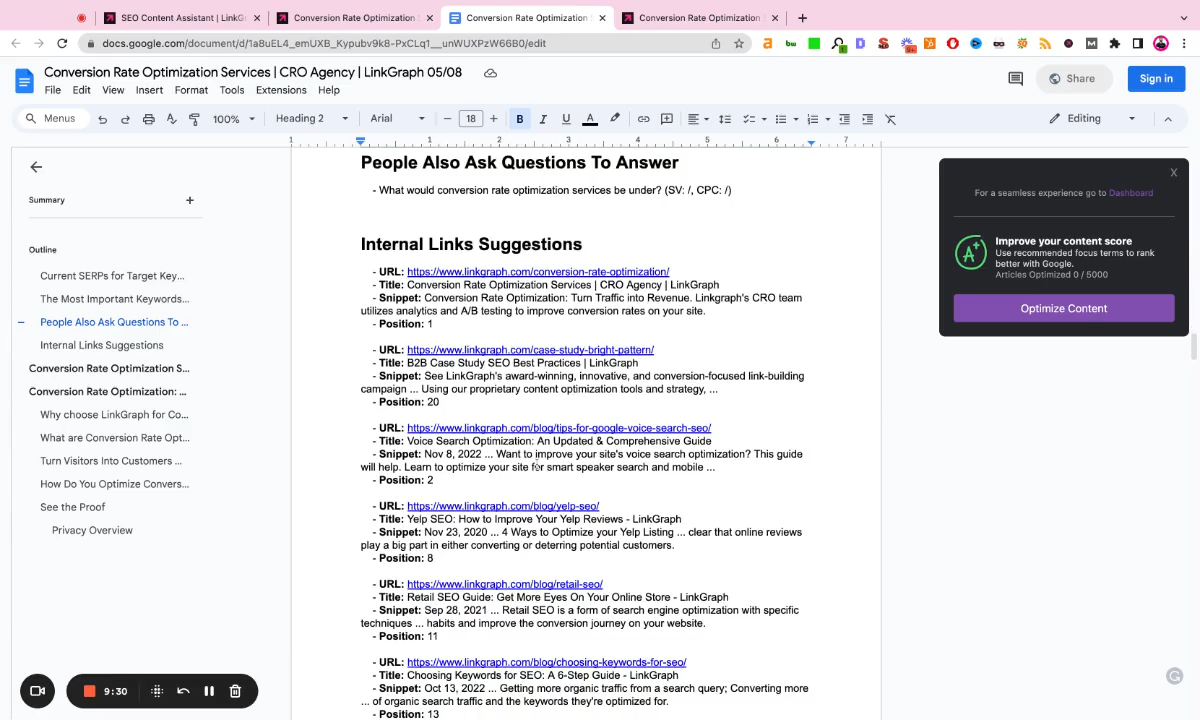 SEO Content Assistant | LinkG
Conversion Rate Optimization
Conversion Rate Optimization
Conversion Rate Optimization
docs.google.com/document/d/1a8uEL4_emUXB_Kypubv9k8-PxCLq1__unWUXPzW66B0/edit
Conversion Rate Optimization Services | CRO Agency | LinkGraph 05/08
File Edit View Insert Format Tools Extensions Help
Share
Sign in
Menus
100%
Heading 2
Arial
18
Editing
1 1 2 3 4 5 6 7
Summary
Outline
Current SERPs for Target Key...
The Most Important Keywords...
People Also Ask Questions To ...
Internal Links Suggestions
Conversion Rate Optimization S...
Conversion Rate Optimization: ...
Why choose LinkGraph for Co...
What are Conversion Rate Opt...
Turn Visitors Into Customers ...
How Do You Optimize Convers...
See the Proof
Privacy Overview
People Also Ask Questions To Answer
- What would conversion rate optimization services be under? (SV: /, CPC: /)
Internal Links Suggestions
- URL: https://www.linkgraph.com/conversion-rate-optimization/
- Title: Conversion Rate Optimization Services | CRO Agency | LinkGraph
- Snippet: Conversion Rate Optimization: Turn Traffic into Revenue. Linkgraph's CRO team
utilizes analytics and A/B testing to improve conversion rates on your site.
- Position: 1
- URL: https://www.linkgraph.com/case-study-bright-pattern/
- Title: B2B Case Study SEO Best Practices | LinkGraph
- Snippet: See LinkGraph's award-winning, innovative, and conversion-focused link-building
campaign ... Using our proprietary content optimization tools and strategy, ...
- Position: 20
- URL: https://www.linkgraph.com/blog/tips-for-google-voice-search-seo/
- Title: Voice Search Optimization: An Updated & Comprehensive Guide
- Snippet: Nov 8, 2022 ... Want to improve your site's voice search optimization? This guide
will help. Learn to optimize your site for smart speaker search and mobile ...
- Position: 2
- URL: https://www.linkgraph.com/blog/yelp-seo/
- Title: Yelp SEO: How to Improve Your Yelp Reviews - LinkGraph
- Snippet: Nov 23, 2020 ... 4 Ways to Optimize your Yelp Listing ... clear that online reviews
play a big part in either converting or deterring potential customers.
- Position: 8
- URL: https://www.linkgraph.com/blog/retail-seo/
- Title: Retail SEO Guide: Get More Eyes On Your Online Store - LinkGraph
- Snippet: Sep 28, 2021 ... Retail SEO is a form of search engine optimization with specific
techniques ... habits and improve the conversion journey on your website.
- Position: 11
- URL: https://www.linkgraph.com/blog/choosing-keywords-for-seo/
- Title: Choosing Keywords for SEO: A 6-Step Guide - LinkGraph
- Snippet: Oct 13, 2022 ... Getting more organic traffic from a search query; Converting more
... of organic search traffic and the keywords they're optimized for.
- Position: 13
X
For a seamless experience go to Dashboard
A+
Improve your content score
Use recommended focus terms to rank
better with Google.
Articles Optimized 0 / 5000
Optimize Content
9:30